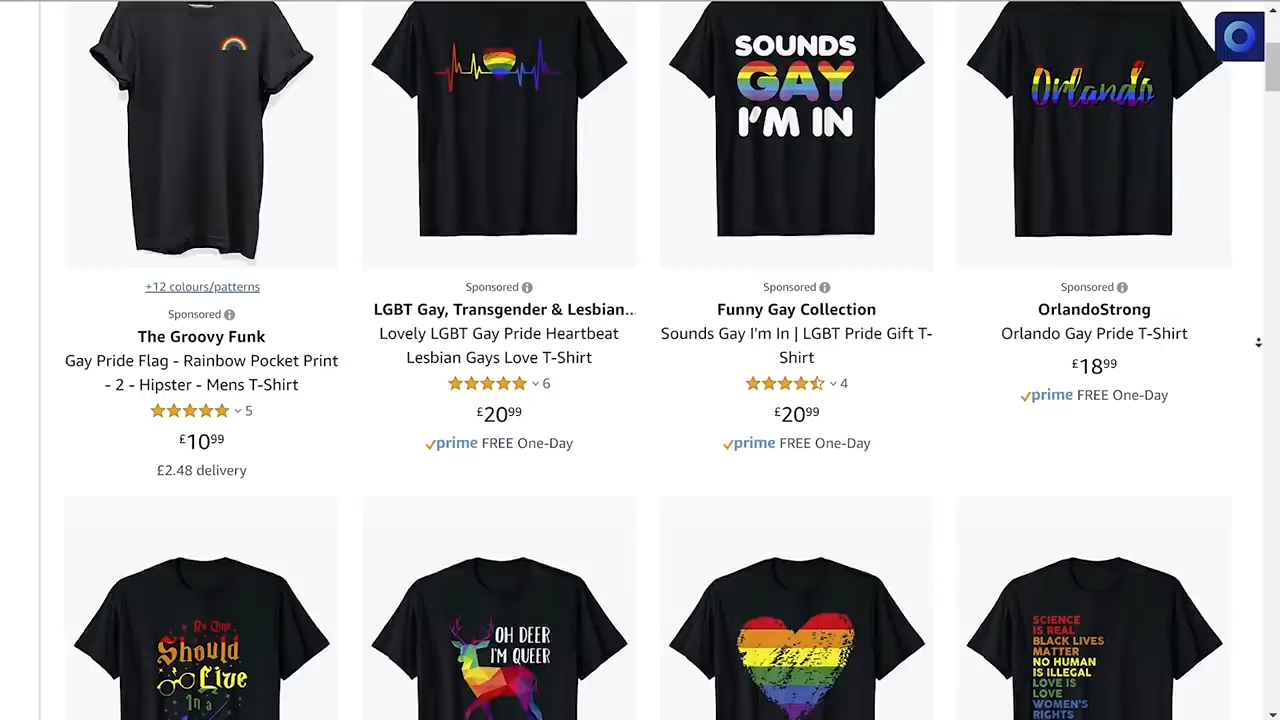 SOUNDS
GAY
I'M IN
Orlando
+12 colours/patterns
Sponsored
The Groovy Funk
Gay Pride Flag - Rainbow Pocket Print
- 2 - Hipster - Mens T-Shirt
5
£10.99
£2.48 delivery
Sponsored
LGBT Gay, Transgender & Lesbian...
Lovely LGBT Gay Pride Heartbeat
Lesbian Gays Love T-Shirt
6
£20.99
prime FREE One-Day
Sponsored
Funny Gay Collection
Sounds Gay I'm In | LGBT Pride Gift T-
Shirt
4
£20.99
prime FREE One-Day
Sponsored
OrlandoStrong
Orlando Gay Pride T-Shirt
£18.99
prime FREE One-Day
No One
Should
Live
In a
OH DEER
I'M QUEER
SCIENCE
IS REAL
BLACK LIVES
MATTER
NO HUMAN
IS ILLEGAL
LOVE IS
LOVE
WOMEN'S
RIGHTS